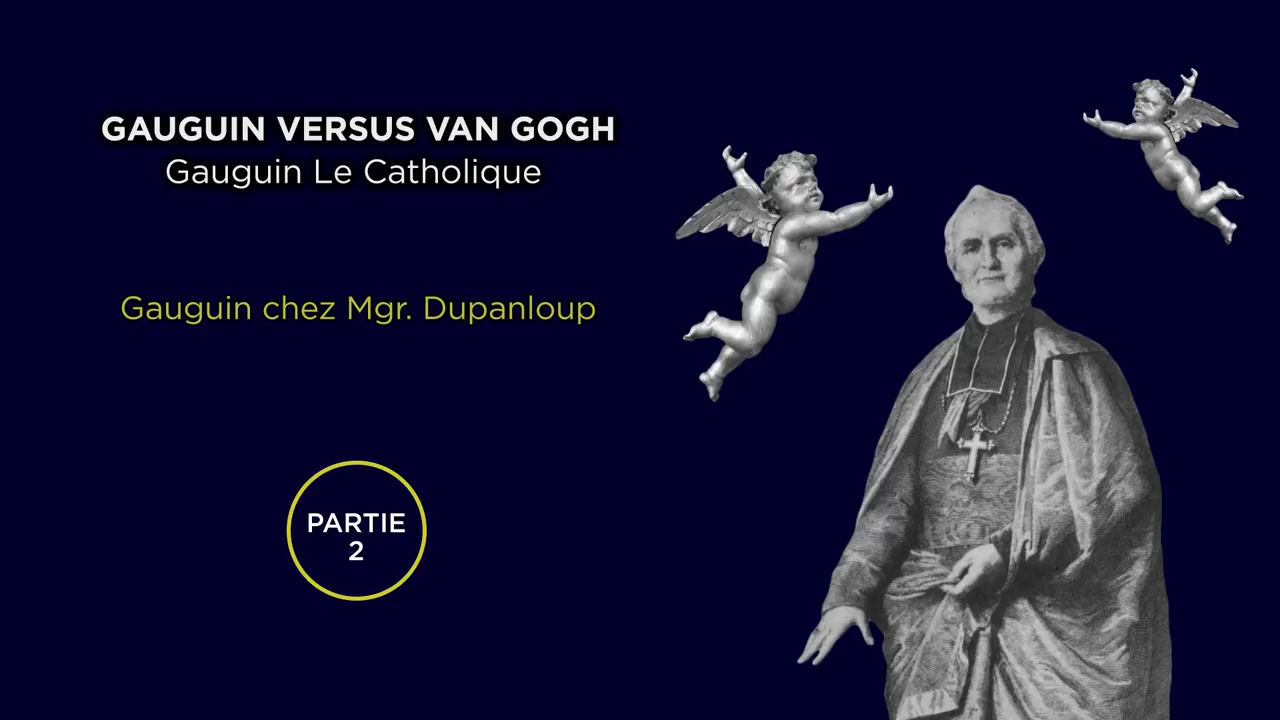 GAUGUIN VERSUS VAN GOGH
Gauguin Le Catholique
Gauguin chez Mgr. Dupanloup
PARTIE
2